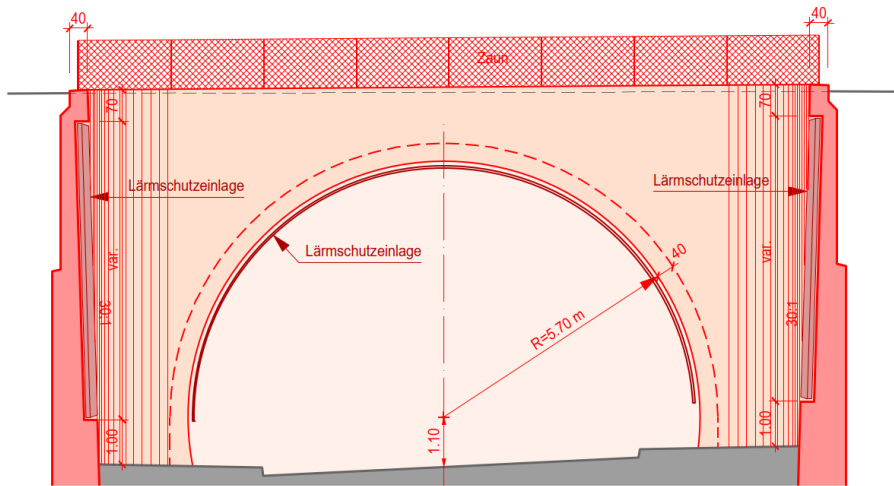 40
40
Zaun
70
70
Lärmschutzeinlage
Lärmschutzeinlage
Lärmschutzeinlage
40
var.
var.
30:1
30:1
R=5.70 m
1.00
1.10
1.00